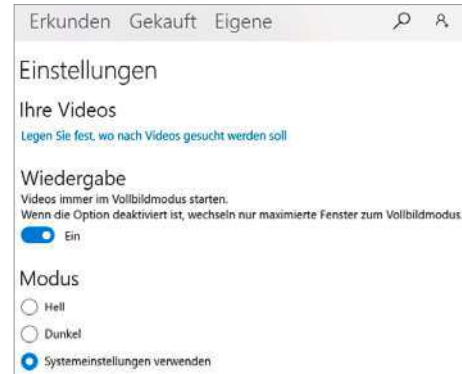 Erkunden Gekauft Eigene
Einstellungen
Ihre Videos
Legen Sie fest, wo nach Videos gesucht werden soll
Wiedergabe
Videos immer im Vollbildmodus starten.
Wenn die Option deaktiviert ist, wechseln nur maximierte Fenster zum Vollbildmodus
Ein
Modus
Hell
Dunkel
Systemeinstellungen verwenden